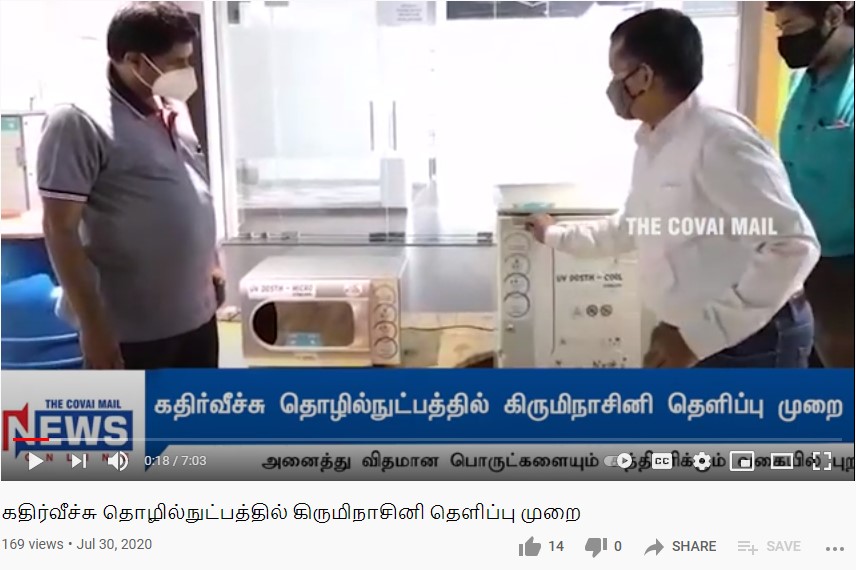 THE COVAI MAIL
UV DOSTH - MICRO
UV DOSTH - COOL
THE COVAI MAIL
NEWS
ONLINE
கதிர்வீச்சு தொழில்நுட்பத்தில் கிருமிநாசினி தெளிப்பு முறை
0:18 / 7:03
CC
அனைத்து விதமான பொருட்களையும்
கதிர்வீச்சு தொழில்நுட்பத்தில் கிருமிநாசினி தெளிப்பு முறை
169 views • Jul 30, 2020
14
0
SHARE
SAVE